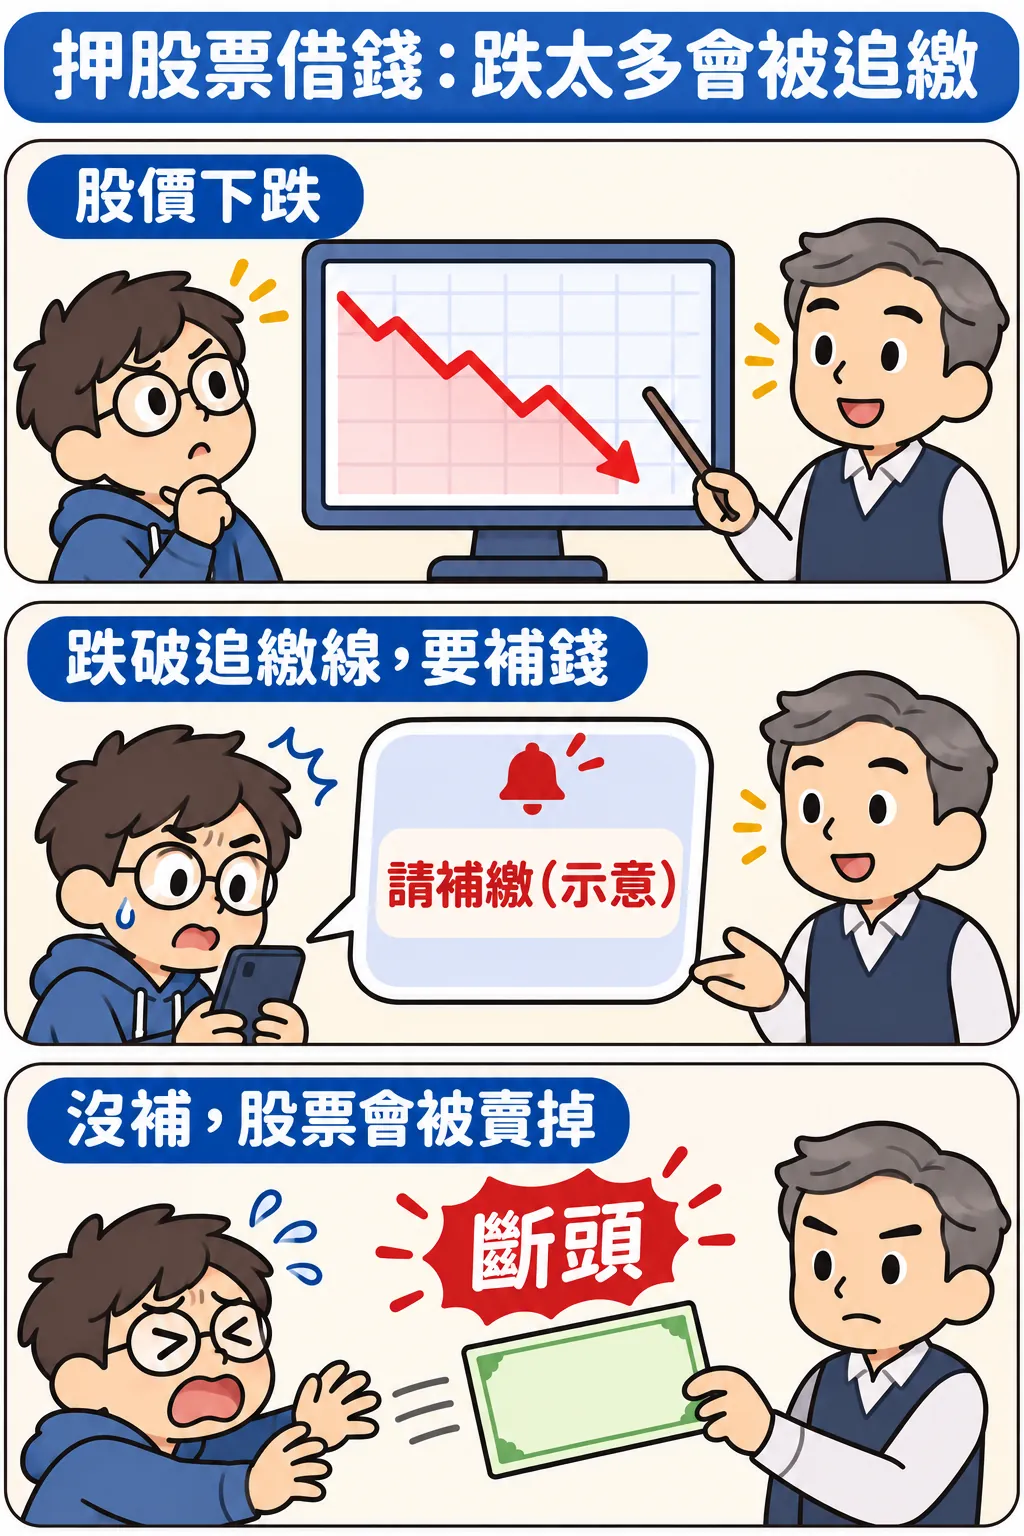 押股票借錢：跌太多會被追繳
股價下跌
跌破追繳線，要補錢
請補繳（示意）
沒補，股票會被賣掉
斷頭